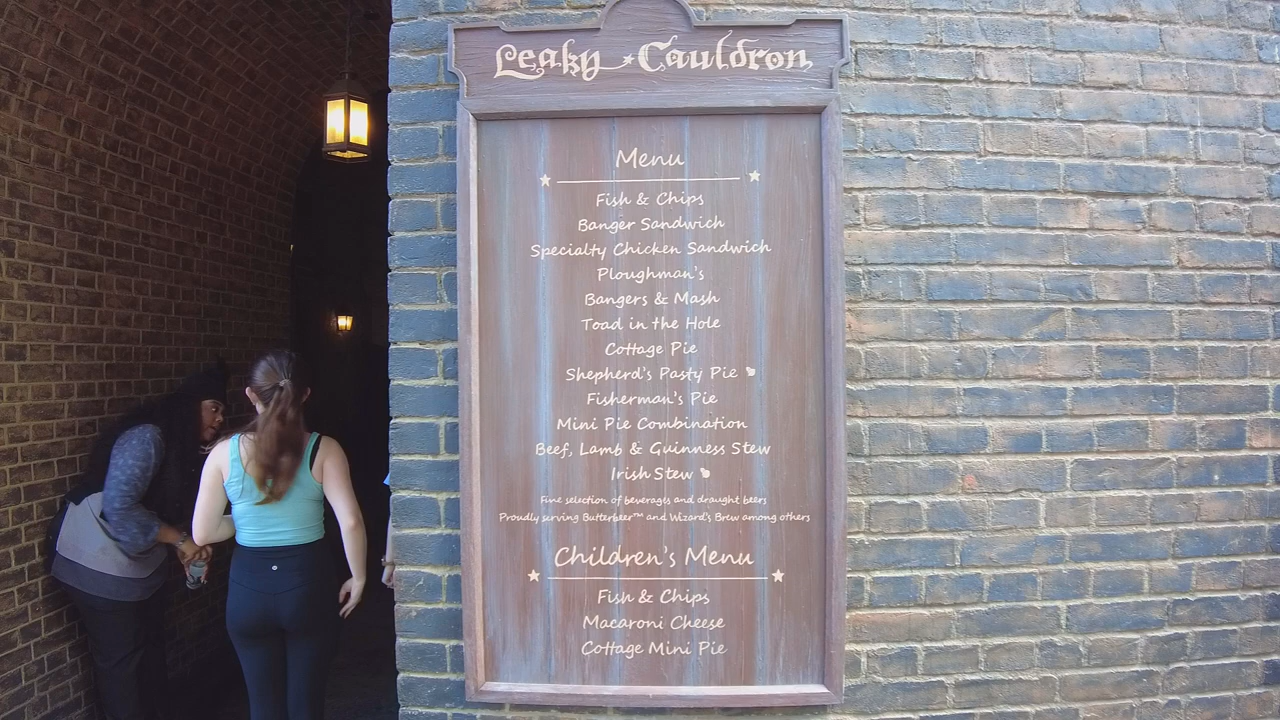 Leaky Cauldron
Menu
Fish & Chips
Banger Sandwich
Specialty Chicken Sandwich
Ploughman's
Bangers & Mash
Toad in the Hole
Cottage Pie
Shepherd's Pasty Pie
Fisherman's Pie
Mini Pie Combination
Beef, Lamb & Guinness Stew
Irish Stew
Fine selection of beverages and draught beers
Proudly serving Butterbeer™ and Wizard's Brew among others
Children's Menu
Fish & Chips
Macaroni Cheese
Cottage Mini Pie